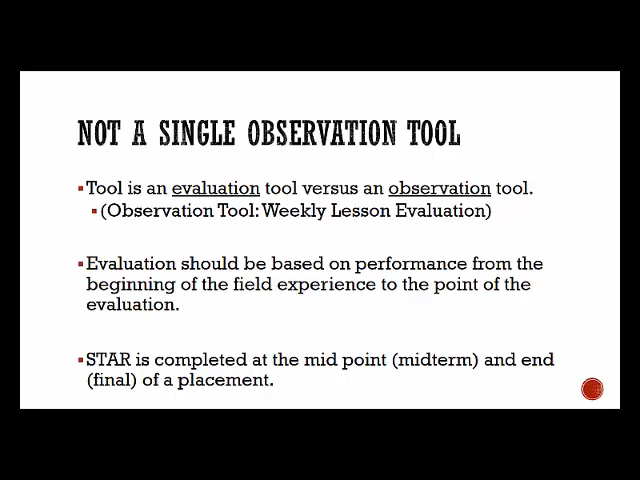 NOT A SINGLE OBSERVATION TOOL
▪Tool is an evaluation tool versus an observation tool.
▪(Observation Tool: Weekly Lesson Evaluation)
▪Evaluation should be based on performance from the
beginning of the field experience to the point of the
evaluation.
▪STAR is completed at the mid point (midterm) and end
(final) of a placement.